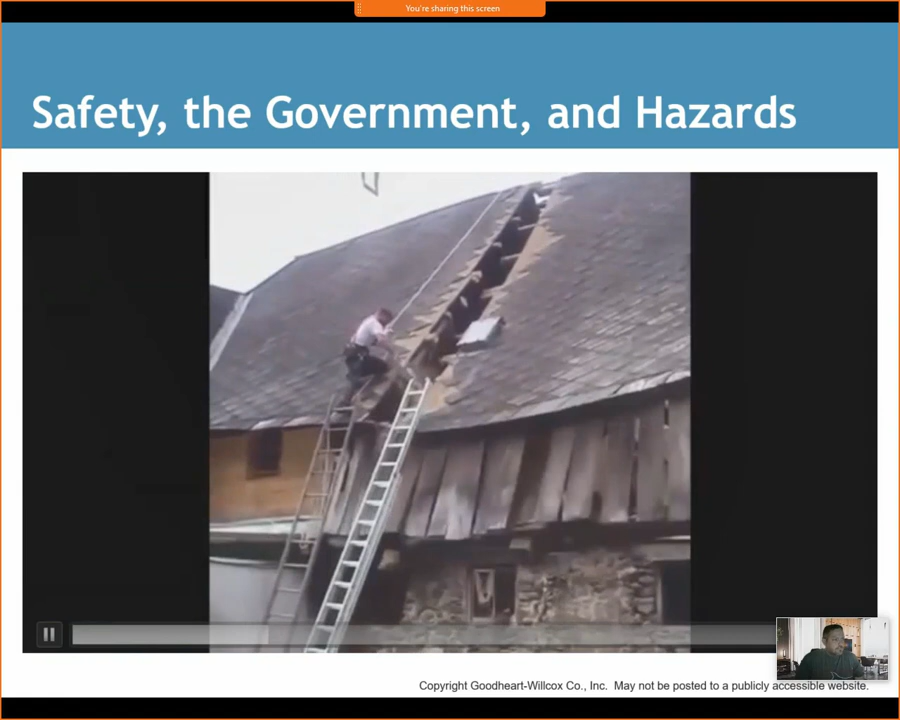 You're sharing this screen
Safety, the Government, and Hazards
Copyright Goodheart-Willcox Co., Inc. May not be posted to a publicly accessible website.